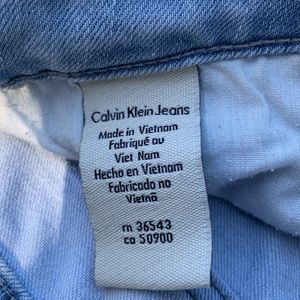 Calvin Klein Jeans
Made in Vietnam
Fabriqué au
Viet Nam
Hecho en Vietnam
Fabricado no
Vietnã
rn 36543
ca 50900